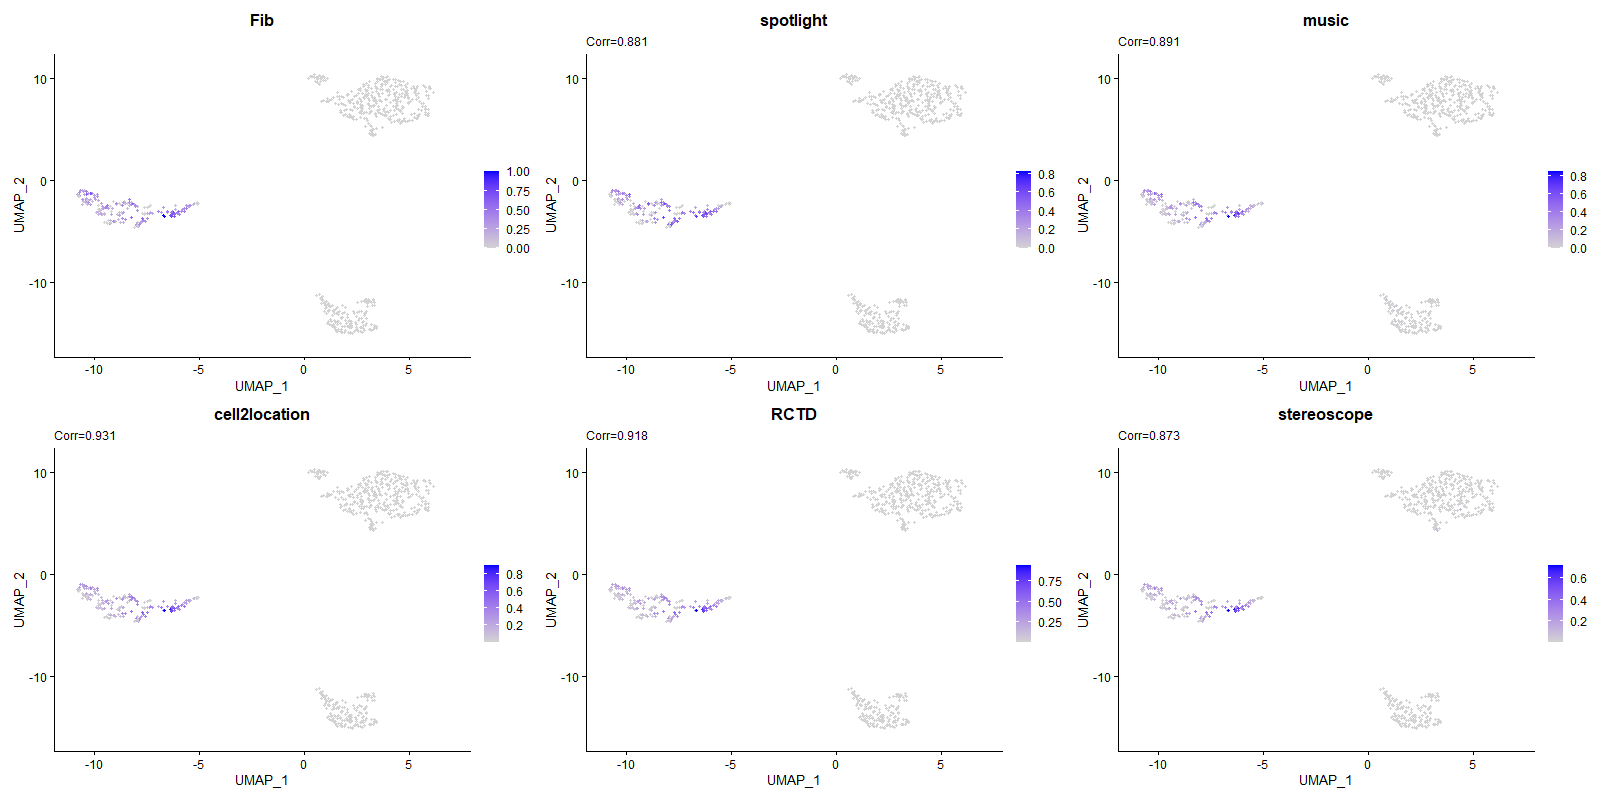 Fib
10
0
-10
UMAP_2
-10
-5
0
5
UMAP_1
1.00
0.75
0.50
0.25
0.00
spotlight
Corr=0.881
10
0
-10
UMAP_2
-10
-5
0
5
UMAP_1
0.8
0.6
0.4
0.2
0.0
music
Corr=0.891
10
0
-10
UMAP_2
-10
-5
0
5
UMAP_1
0.8
0.6
0.4
0.2
0.0
cell2location
Corr=0.931
10
0
-10
UMAP_2
-10
-5
0
5
UMAP_1
0.8
0.6
0.4
0.2
RCTD
Corr=0.918
10
0
-10
UMAP_2
-10
-5
0
5
UMAP_1
0.75
0.50
0.25
stereoscope
Corr=0.873
10
0
-10
UMAP_2
-10
-5
0
5
UMAP_1
0.6
0.4
0.2